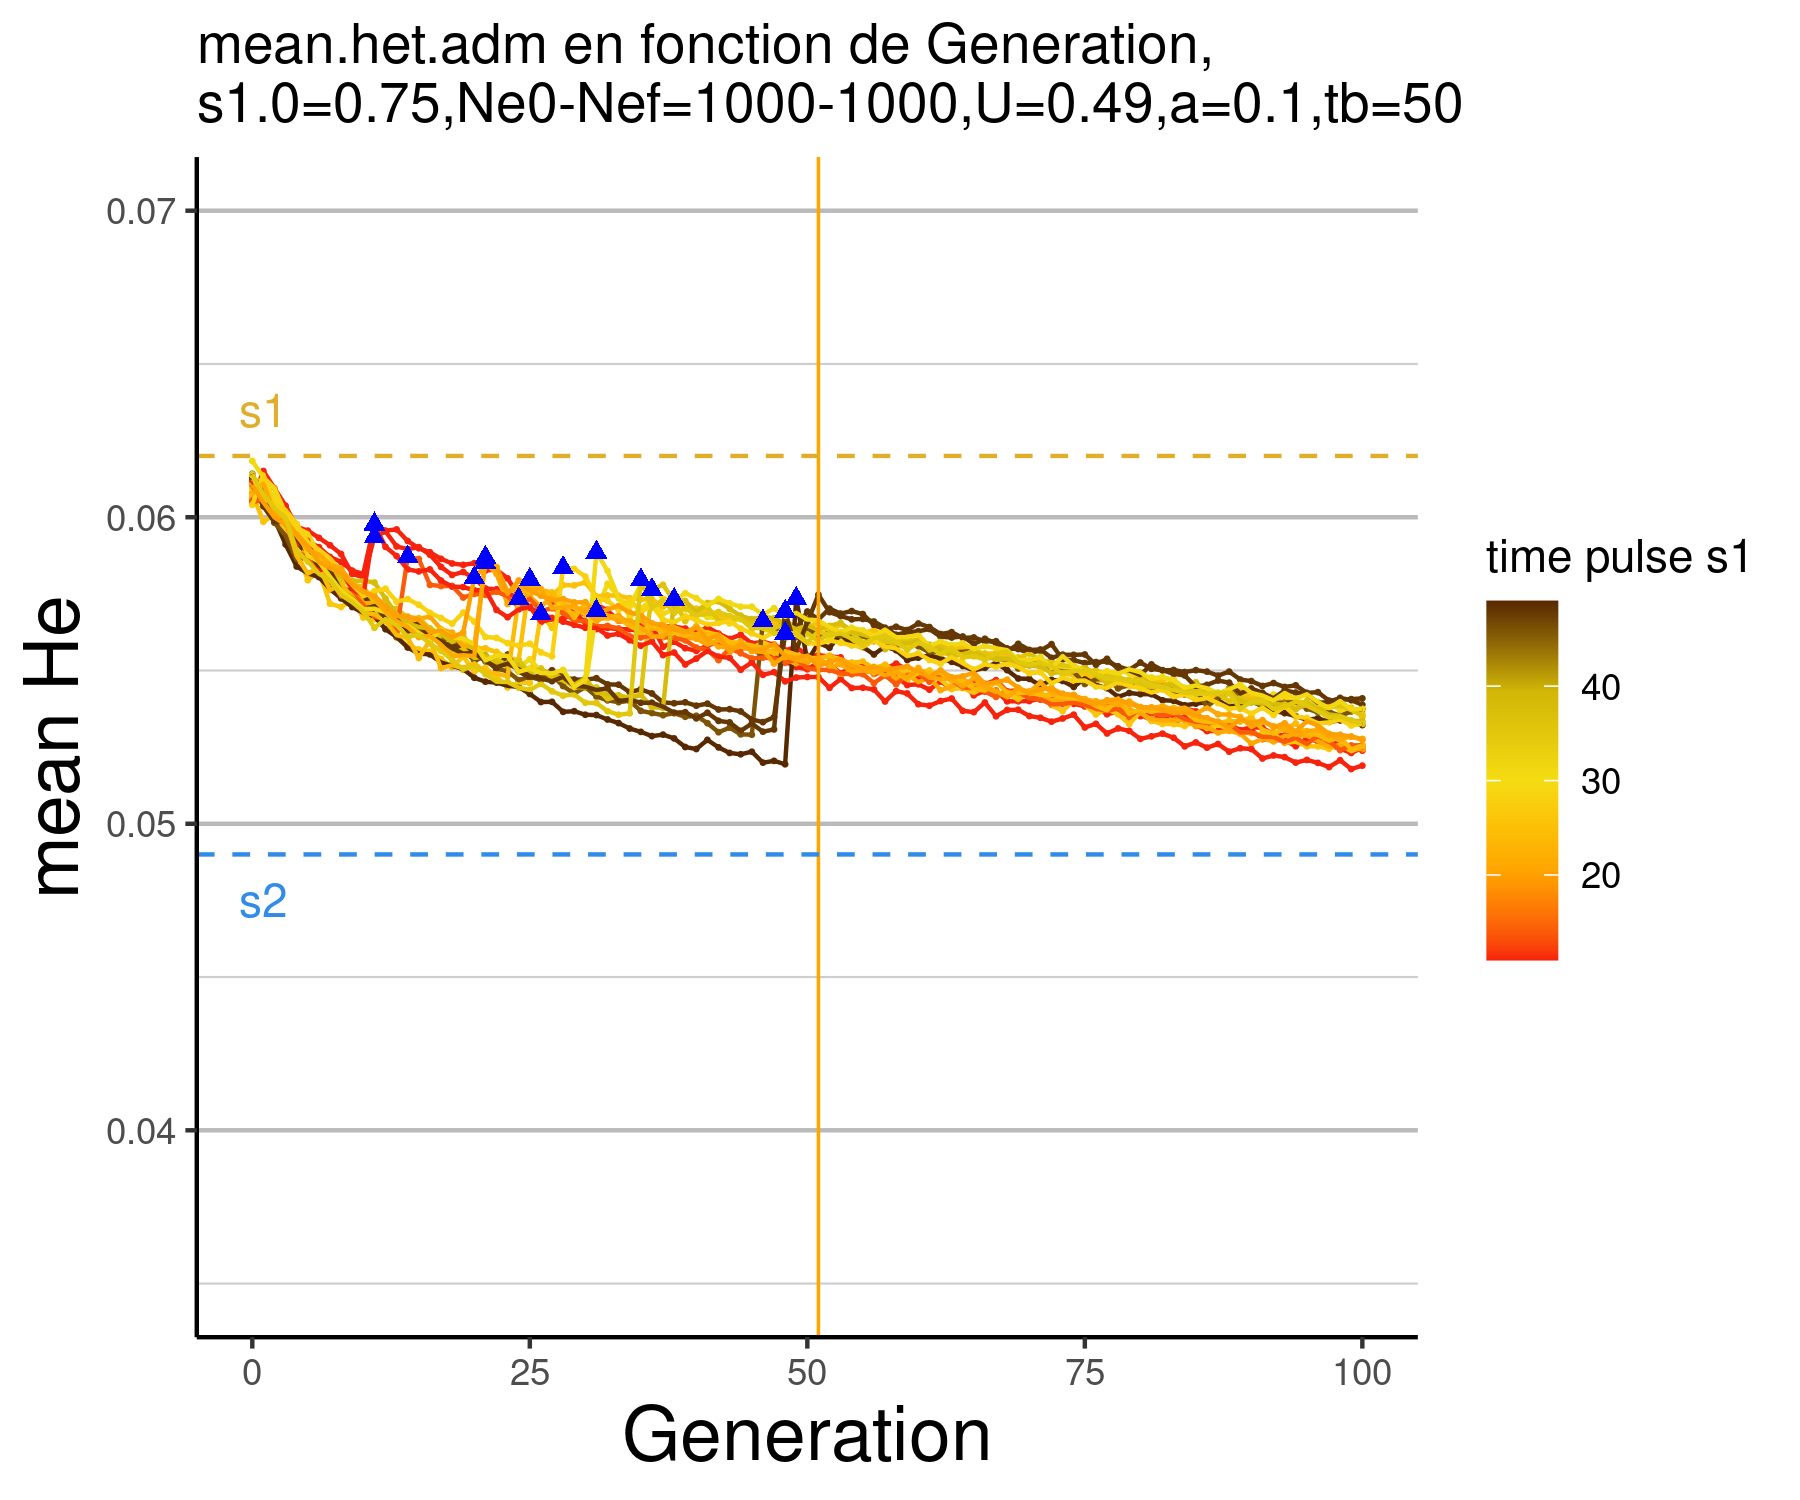 mean.het.adm en fonction de Generation,
s1.0=0.75,Ne0-Nef=1000-1000,U=0.49,a=0.1,tb=50
0.07
s1
0.06
mean He
0.05
s2
0.04
0
25
50
75
100
Generation
time pulse s1
40
30
20